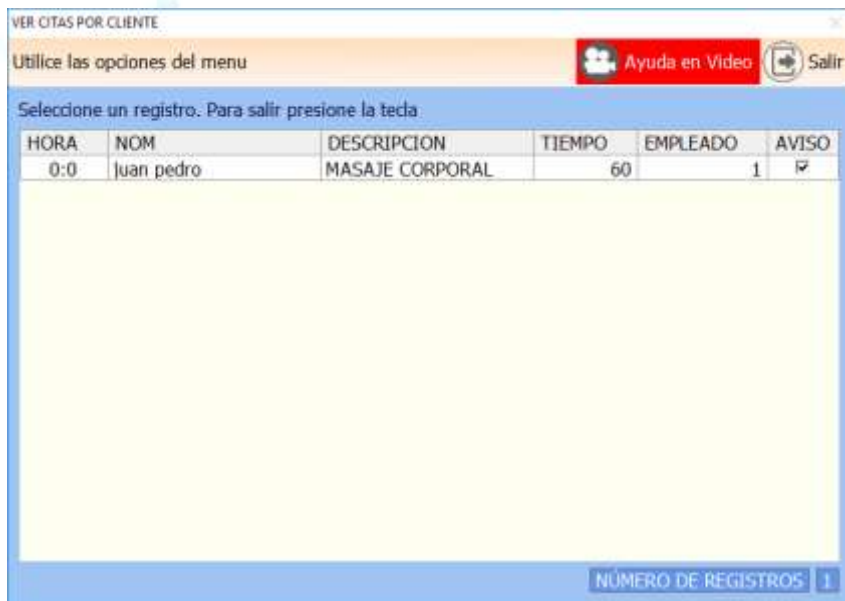 VER CITAS POR CLIENTE
Utilice las opciones del menu Ayuda en Video Salir
Seleccione un registro. Para salir presione la tecla
HORA NOM DESCRIPCION TIEMPO EMPLEADO AVISO
0:0 Juan pedro MASAJE CORPORAL 60 1
NÚMERO DE REGISTROS 1